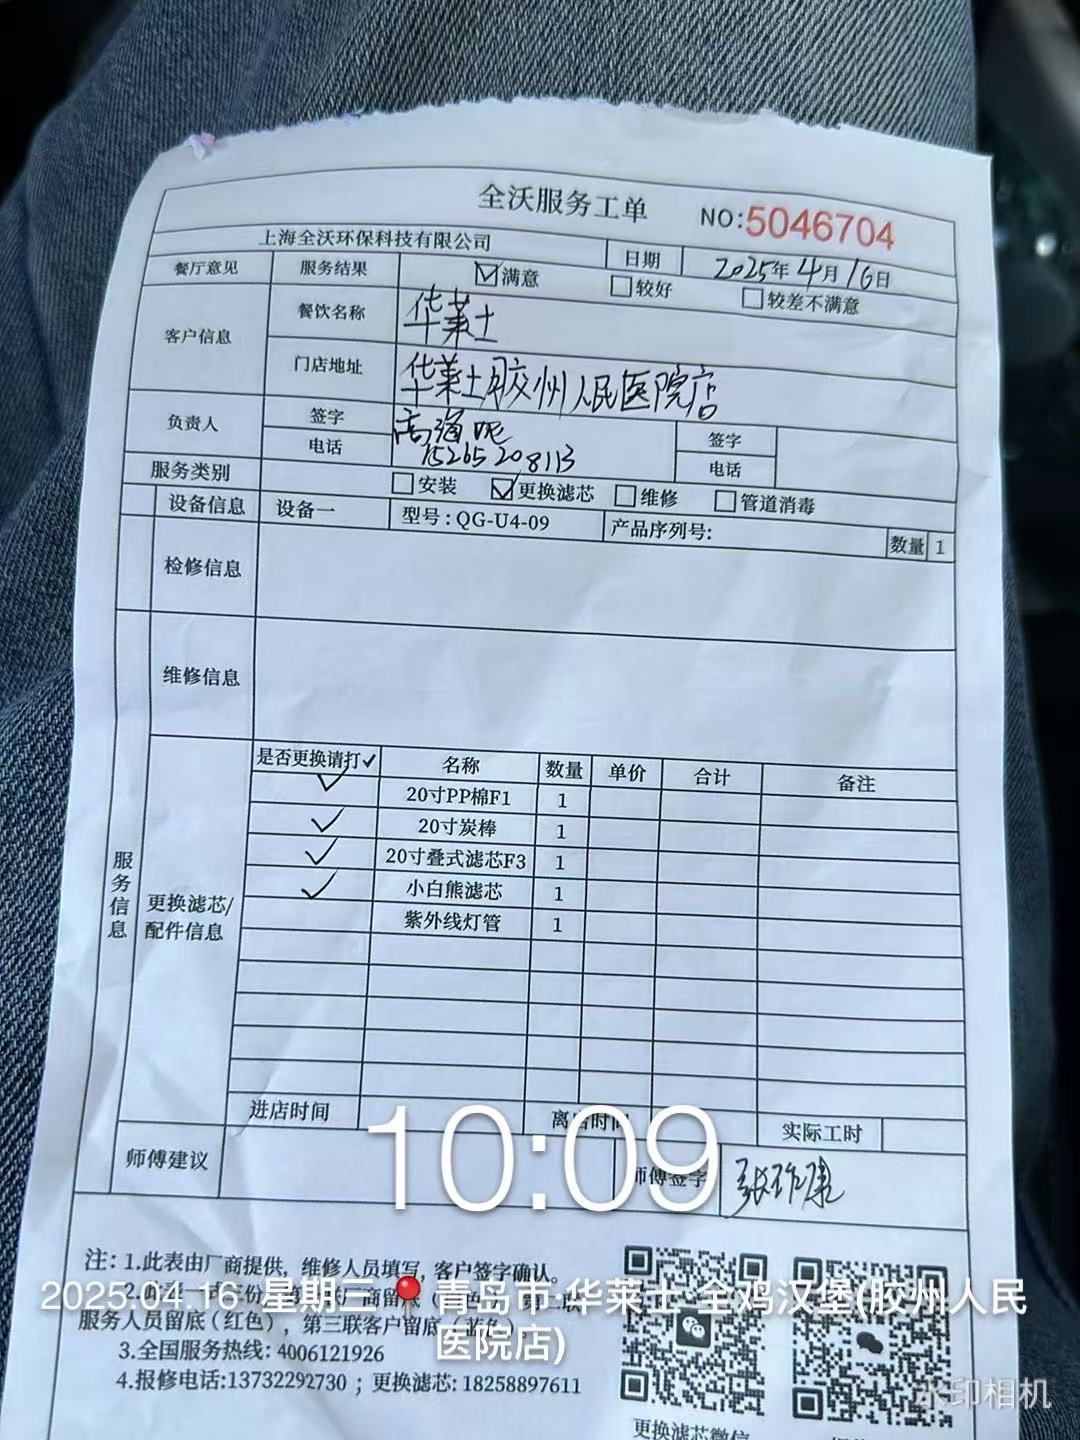 全沃服务工单 NO:5046704
上海全沃环保科技有限公司 日期 2025年4月16日
餐厅意见 服务结果 ☑满意 ☐较好 ☐较差不满意
客户信息 餐饮名称 华莱士
门店地址 华莱士胶州人民医院店
负责人 签字 高海妮 签字
电话 15265208113 电话
服务类别 ☐安装 ☑更换滤芯 ☐维修 ☐管道消毒
设备信息 设备一 型号:QG-U4-09 产品序列号: 数量 1
检修信息
维修信息
服务信息
更换滤芯/
配件信息
是否更换请打✓ 名称 数量 单价 合计 备注
✓ 20寸PP棉F1 1
✓ 20寸炭棒 1
✓ 20寸叠式滤芯F3 1
✓ 小白熊滤芯 1
紫外线灯管 1
进店时间 离店时间 实际工时
10:09
师傅建议 师傅签字
注：1.此表由厂商提供，维修人员填写，客户签字确认。
2025.04.16 星期三 青岛市·华莱士·全鸡汉堡(胶州人民
医院店)
服务人员留底（红色），第三联客户留底（蓝色）。
3.全国服务热线：4006121926
4.报修电话:13732292730；更换滤芯:18258897611
更换滤芯微信
水印相机